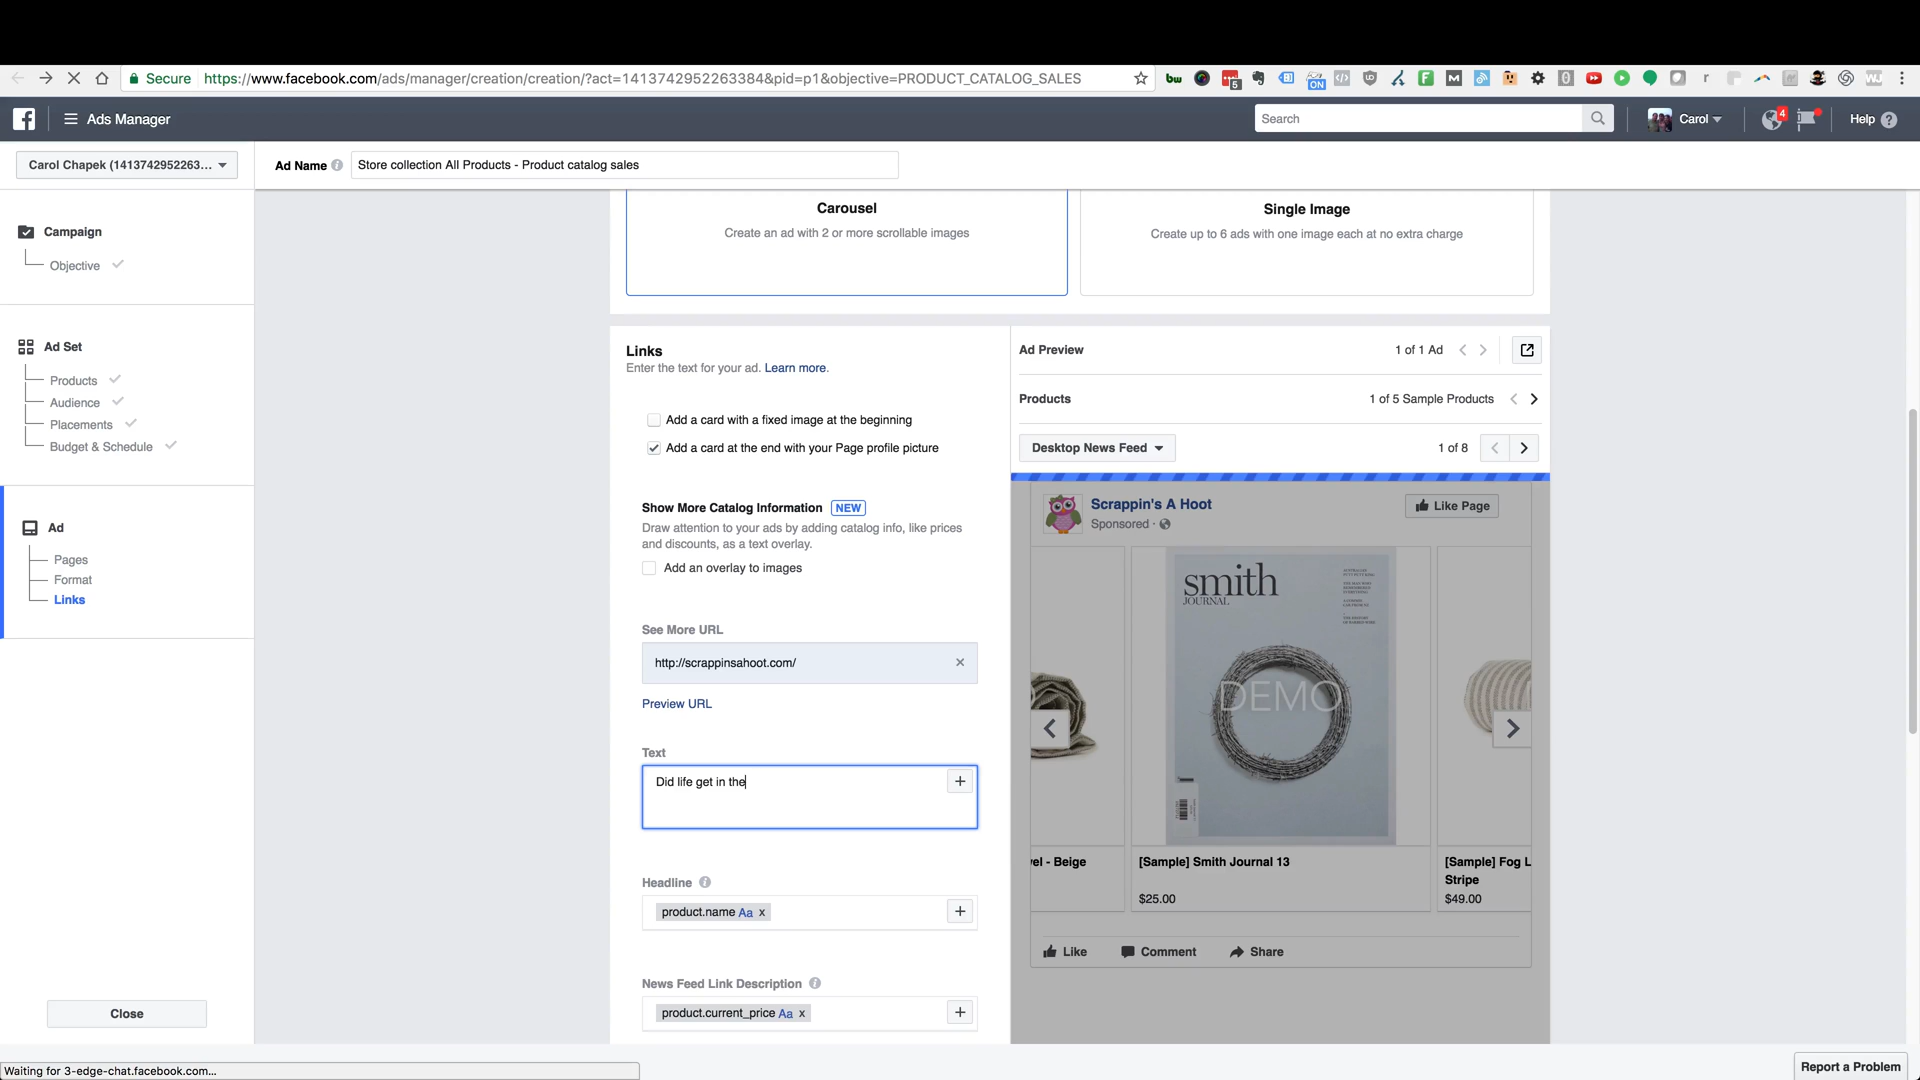 Secure https://www.facebook.com/ads/manager/creation/creation/?act=1413742952263384&pid=p1&objective=PRODUCT_CATALOG_SALES
Ads Manager
Search
Carol
4
Help
Carol Chapek (1413742952263...
Ad Name
Store collection All Products - Product catalog sales
Campaign
Objective
Ad Set
Products
Audience
Placements
Budget & Schedule
Ad
Pages
Format
Links
Close
Carousel
Create an ad with 2 or more scrollable images
Single Image
Create up to 6 ads with one image each at no extra charge
Links
Enter the text for your ad. Learn more.
Add a card with a fixed image at the beginning
Add a card at the end with your Page profile picture
Show More Catalog Information NEW
Draw attention to your ads by adding catalog info, like prices
and discounts, as a text overlay.
Add an overlay to images
See More URL
http://scrappinsahoot.com/
Preview URL
Text
Did life get in the
Headline
product.name Aa x
News Feed Link Description
product.current_price Aa x
Ad Preview
1 of 1 Ad
Products
1 of 5 Sample Products
Desktop News Feed
1 of 8
Scrappin's A Hoot
Sponsored
Like Page
smith
JOURNAL
DEMO
vel - Beige
[Sample] Smith Journal 13
$25.00
[Sample] Fog L
Stripe
$49.00
Like
Comment
Share
Waiting for 3-edge-chat.facebook.com...
Report a Problem